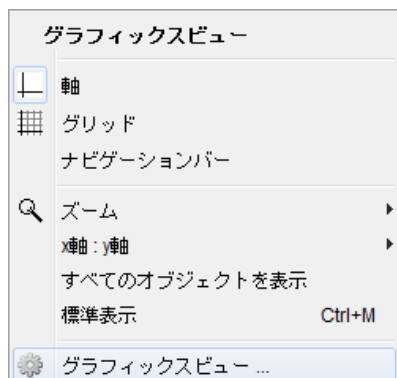 グラフィックスビュー
軸
グリッド
ナビゲーションバー
ズーム
x軸 : y軸
すべてのオブジェクトを表示
標準表示 Ctrl+M
グラフィックビュー ...